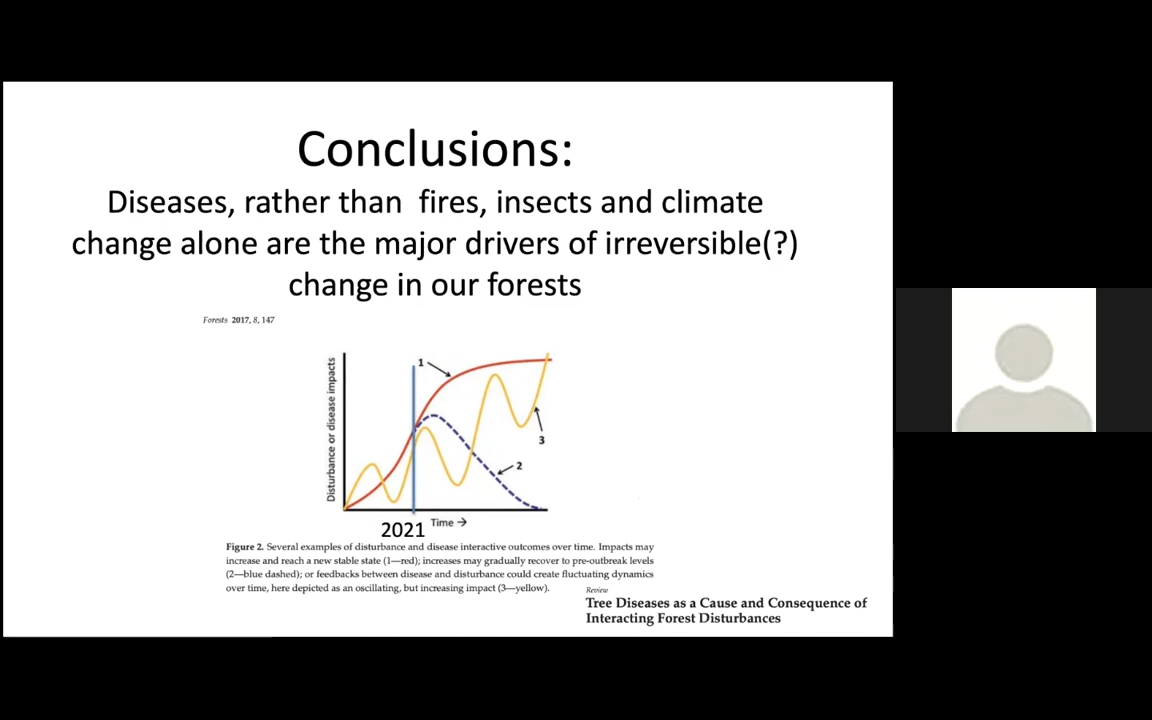 Conclusions:
Diseases, rather than fires, insects and climate
change alone are the major drivers of irreversible(?)
change in our forests
Forests 2017, 8, 147
Disturbance or disease impacts
1
3
2
2021
Time →
Figure 2. Several examples of disturbance and disease interactive outcomes over time. Impacts may
increase and reach a new stable state (1—red); increases may gradually recover to pre-outbreak levels
(2—blue dashed); or feedbacks between disease and disturbance could create fluctuating dynamics
over time, here depicted as an oscillating, but increasing impact (3—yellow).
Review
Tree Diseases as a Cause and Consequence of
Interacting Forest Disturbances